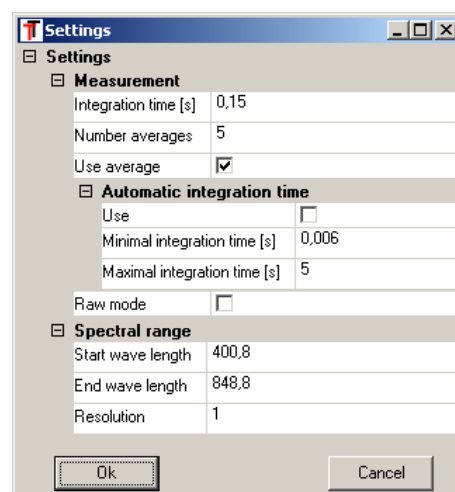 Settings
Settings
Measurement
Integration time [s] 0,15
Number averages 5
Use average
Automatic integration time
Use
Minimal integration time [s] 0,006
Maximal integration time [s] 5
Raw mode
Spectral range
Start wave length 400,8
End wave length 848,8
Resolution 1
Ok Cancel